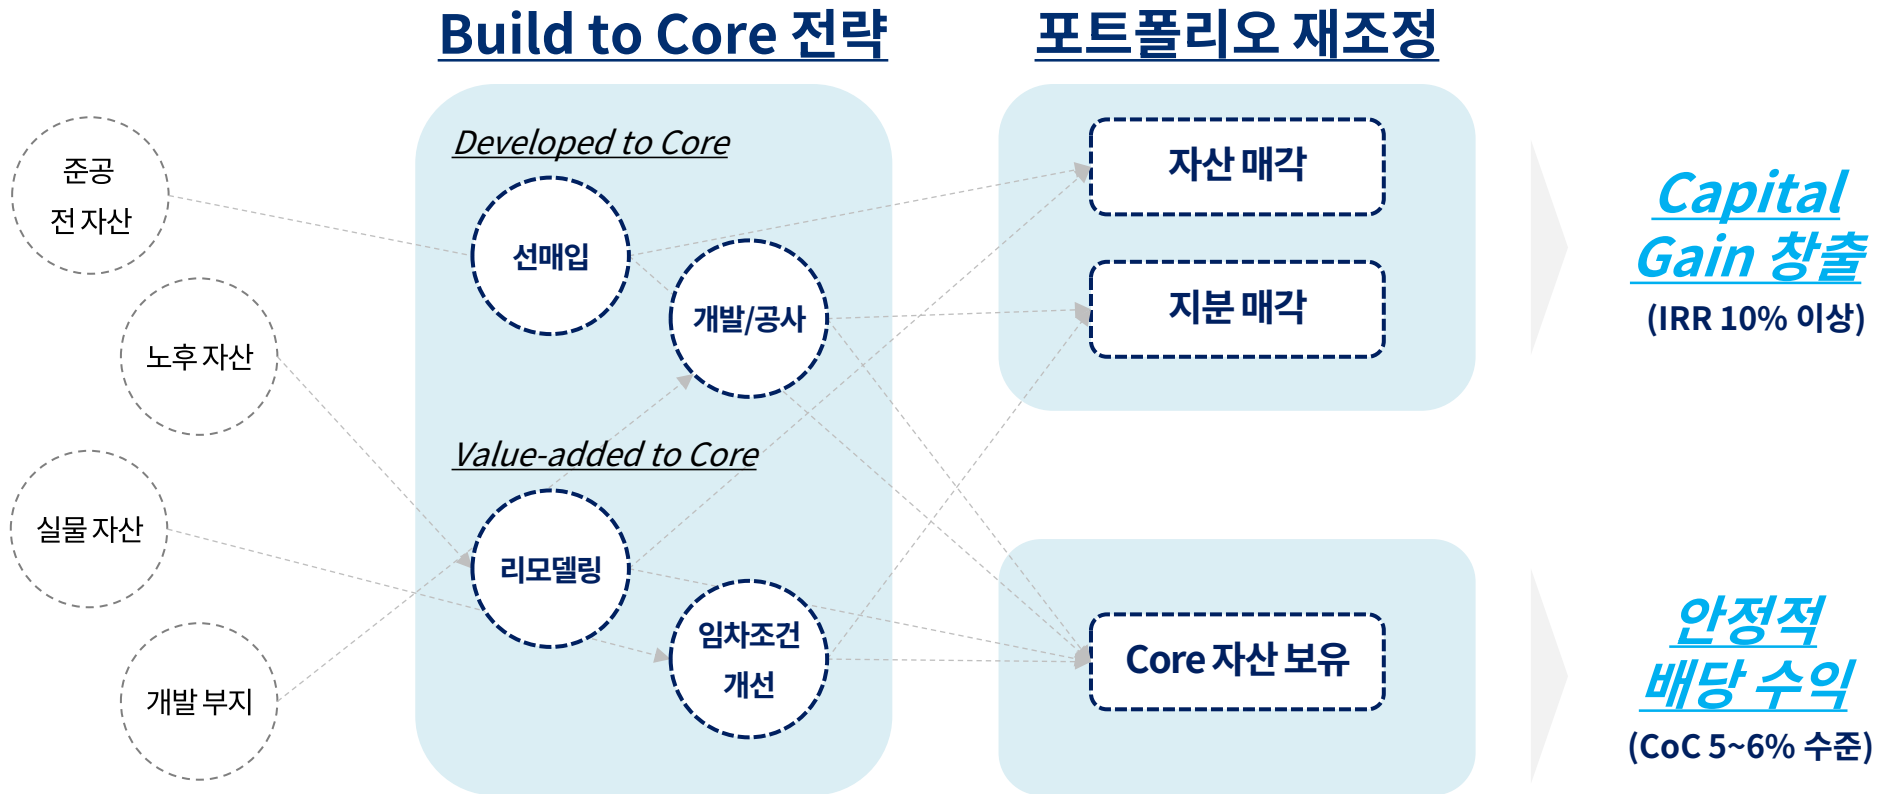 Build to Core 전략
포트폴리오 재조정
준공
전 자산
노후 자산
실물 자산
개발 부지
Developed to Core
선매입
개발/공사
Value-added to Core
리모델링
임차조건
개선
자산 매각
지분 매각
Core 자산 보유
Capital
Gain 창출
(IRR 10% 이상)
안정적
배당 수익
(CoC 5~6% 수준)